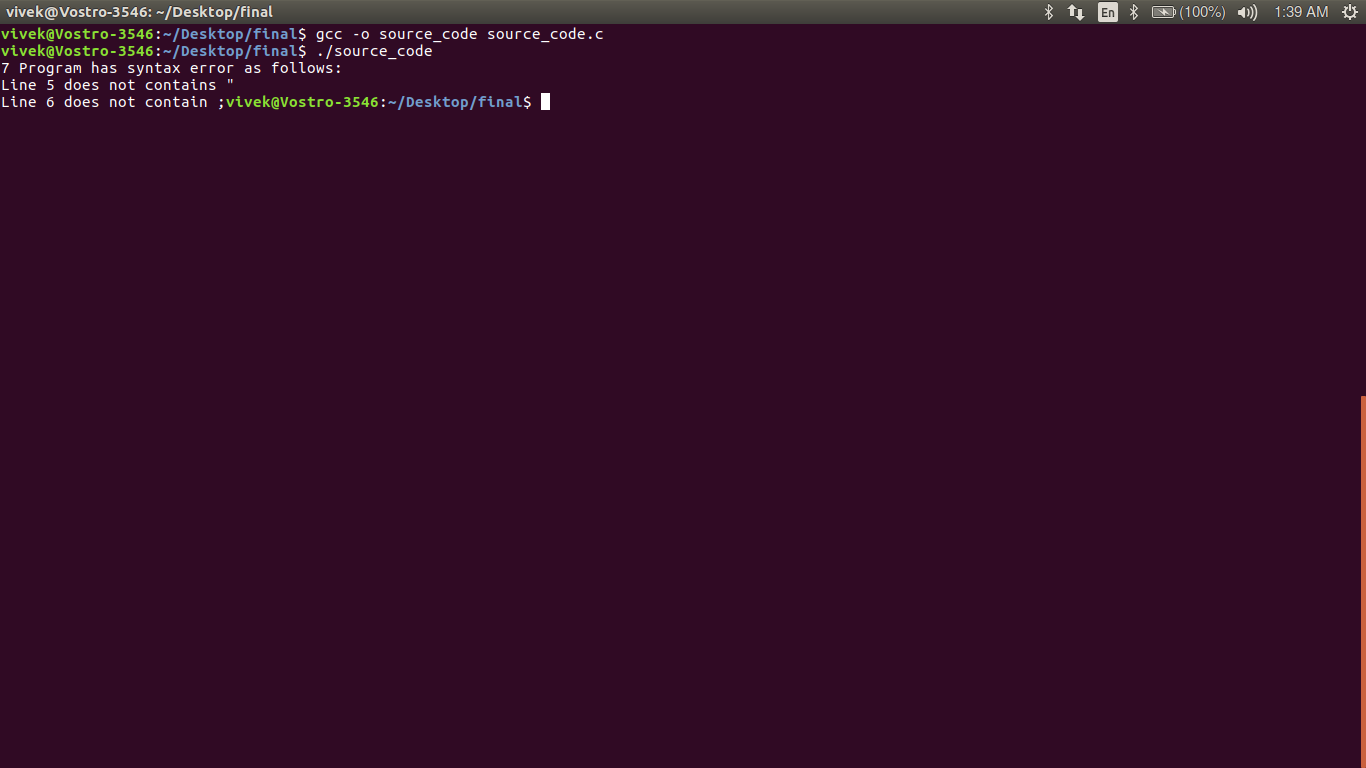 vivek@Vostro-3546: ~/Desktop/final En (100%) 1:39 AM
vivek@Vostro-3546:~/Desktop/final$ gcc -o source_code source_code.c
vivek@Vostro-3546:~/Desktop/final$ ./source_code
7 Program has syntax error as follows:
Line 5 does not contains "
Line 6 does not contain ;vivek@Vostro-3546:~/Desktop/final$